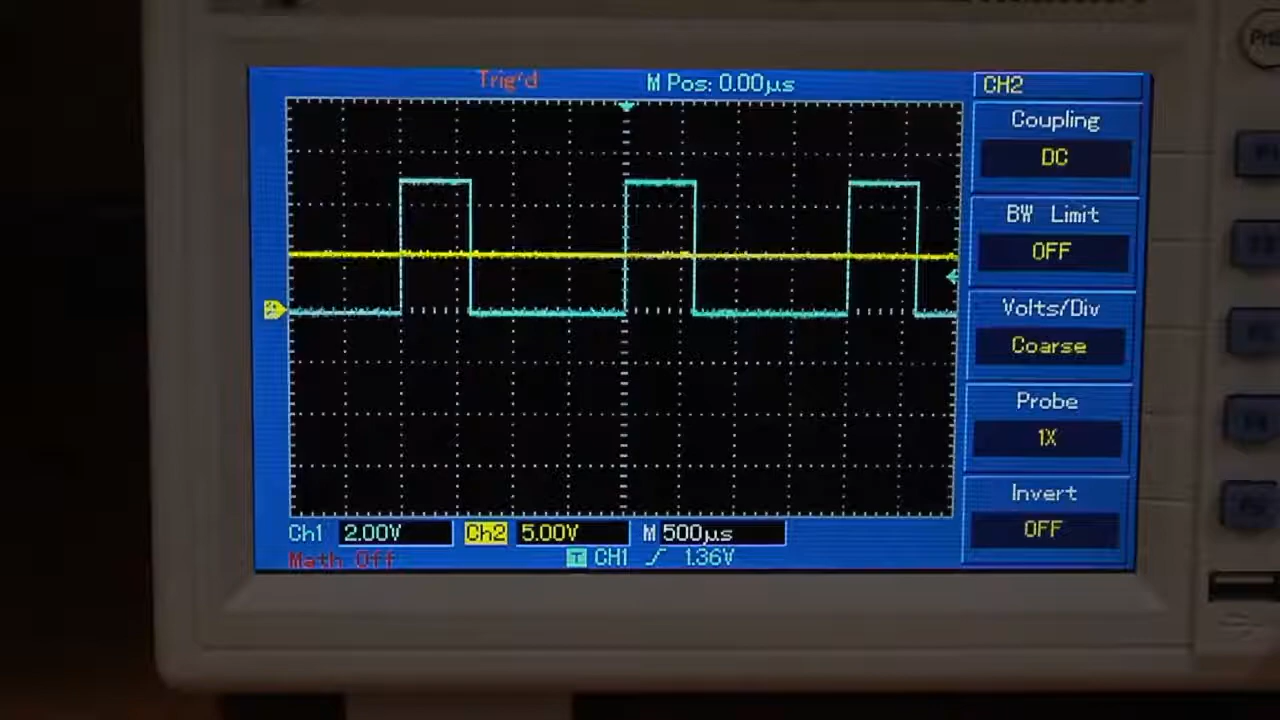 Trig'd M Pos: 0.00µs CH2
Coupling
DC
BW Limit
OFF
Volts/Div
Coarse
Probe
1X
Invert
OFF
Ch1 2.00V Ch2 5.00V M 500µs
Math Off T CH1 1.36V